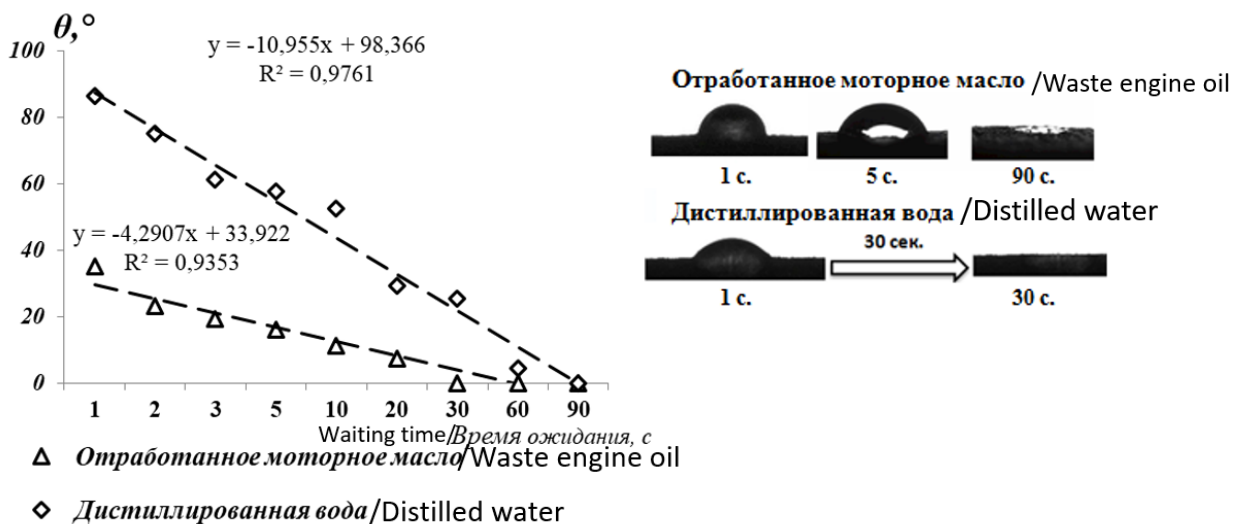 θ,°
100
80
60
40
20
0
y = -10,955x + 98,366
R² = 0,9761
y = -4,2907x + 33,922
R² = 0,9353
1 2 3 5 10 20 30 60 90
Waiting time/Время ожидания, с
Отработанное моторное масло/Waste engine oil
Дистиллированная вода/Distilled water
Отработанное моторное масло /Waste engine oil
1 с. 5 с. 90 с.
Дистиллированная вода /Distilled water
30 сек.
1 с. 30 с.